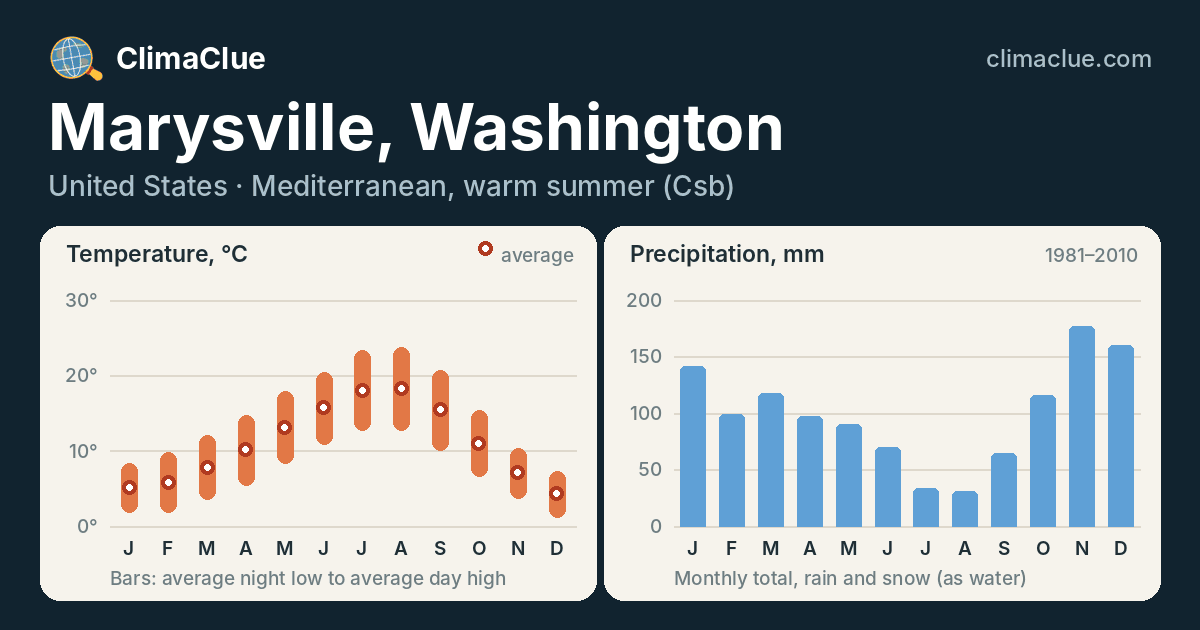 ClimaClue
climaclue.com
Marysville, Washington
United States · Mediterranean, warm summer (Csb)
Temperature, °C
average
30°
20°
10°
0°
J F M A M J J A S O N D
Bars: average night low to average day high
Precipitation, mm
1981–2010
200
150
100
50
0
J F M A M J J A S O N D
Monthly total, rain and snow (as water)